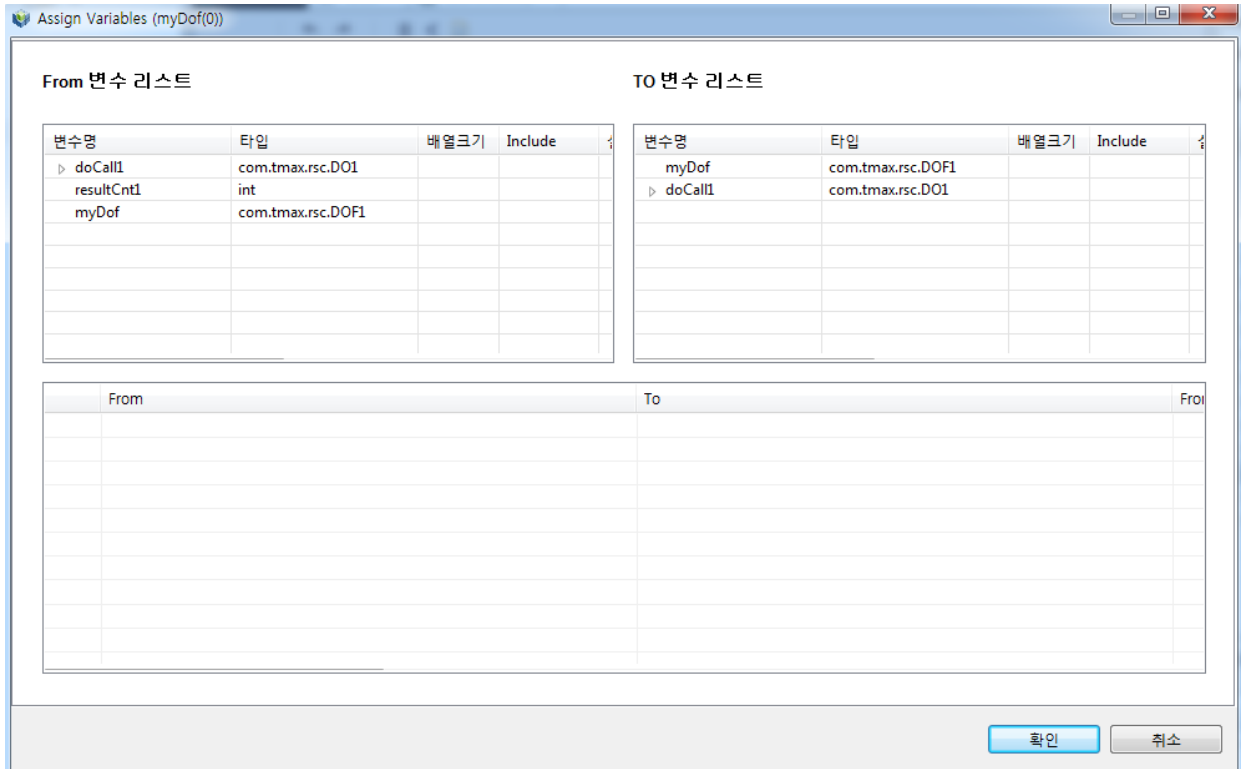 Assign Variables (myDof(0))
From 변수 리스트
TO 변수 리스트
변수명 타입 배열크기 Include
doCall1 com.tmax.rsc.DO1
resultCnt1 int
myDof com.tmax.rsc.DOF1
변수명 타입 배열크기 Include
myDof com.tmax.rsc.DOF1
doCall1 com.tmax.rsc.DO1
From To
확인 취소